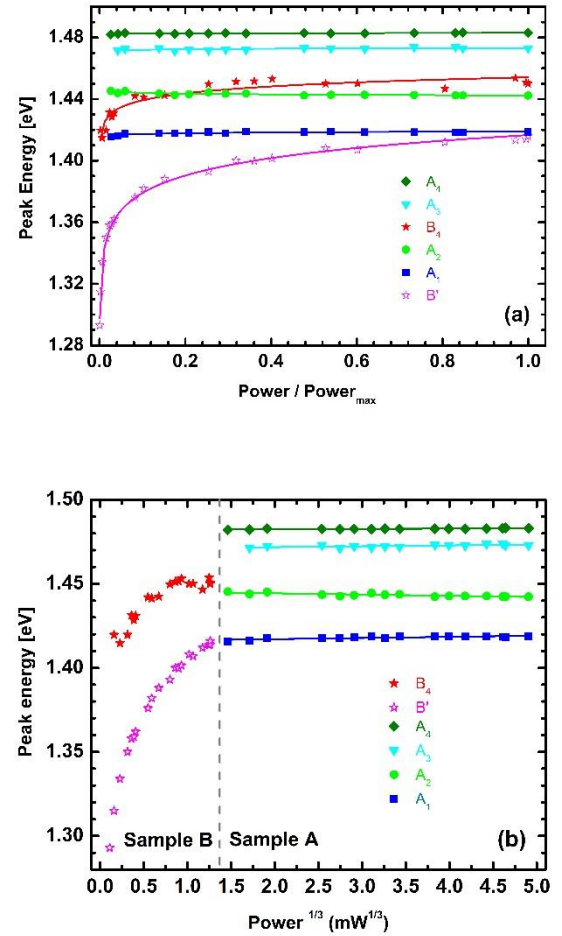 1.48
1.44
1.40
1.36
1.32
1.28
Peak Energy [eV]
A4
A3
B4
A2
A1
B'
(a)
0.0 0.2 0.4 0.6 0.8 1.0
Power / Powermax
1.50
1.45
1.40
1.35
1.30
Peak energy [eV]
B4
B'
A4
A3
A2
A1
Sample B Sample A (b)
0.0 0.5 1.0 1.5 2.0 2.5 3.0 3.5 4.0 4.5 5.0
Power 1/3 (mW1/3)